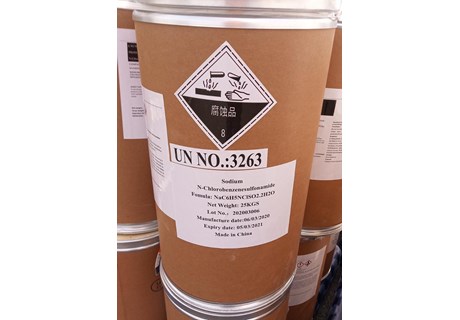 腐蚀品
8
UN NO.:3263
Sodium
N-Chlorobenzenesulfonamide
Fomula: NaC6H5NClSO2.2H2O
Net Weight: 25KGS
Lot No.: 202003006
Manufacture date:06/03/2020
Expiry date: 05/03/2021
Made in China